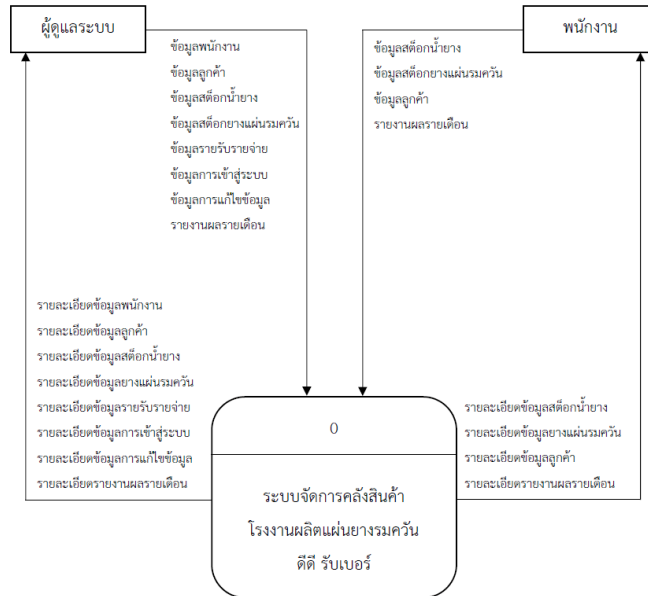 ผู้ดูแลระบบ
พนักงาน
ข้อมูลพนักงาน
ข้อมูลลูกค้า
ข้อมูลสต็อกน้ำยาง
ข้อมูลสต็อกยางแผ่นรมควัน
ข้อมูลรายรับรายจ่าย
ข้อมูลการเข้าสู่ระบบ
ข้อมูลการแก้ไขข้อมูล
รายงานผลรายเดือน
ข้อมูลสต็อกน้ำยาง
ข้อมูลสต็อกยางแผ่นรมควัน
ข้อมูลลูกค้า
รายงานผลรายเดือน
รายละเอียดข้อมูลพนักงาน
รายละเอียดข้อมูลลูกค้า
รายละเอียดข้อมูลสต็อกน้ำยาง
รายละเอียดข้อมูลยางแผ่นรมควัน
รายละเอียดข้อมูลรายรับรายจ่าย
รายละเอียดข้อมูลการเข้าสู่ระบบ
รายละเอียดข้อมูลการแก้ไขข้อมูล
รายละเอียดรายงานผลรายเดือน
0
ระบบจัดการคลังสินค้า
โรงงานผลิตแผ่นยางรมควัน
ดีดี รับเบอร์
รายละเอียดข้อมูลสต็อกน้ำยาง
รายละเอียดข้อมูลยางแผ่นรมควัน
รายละเอียดข้อมูลลูกค้า
รายละเอียดรายงานผลรายเดือน